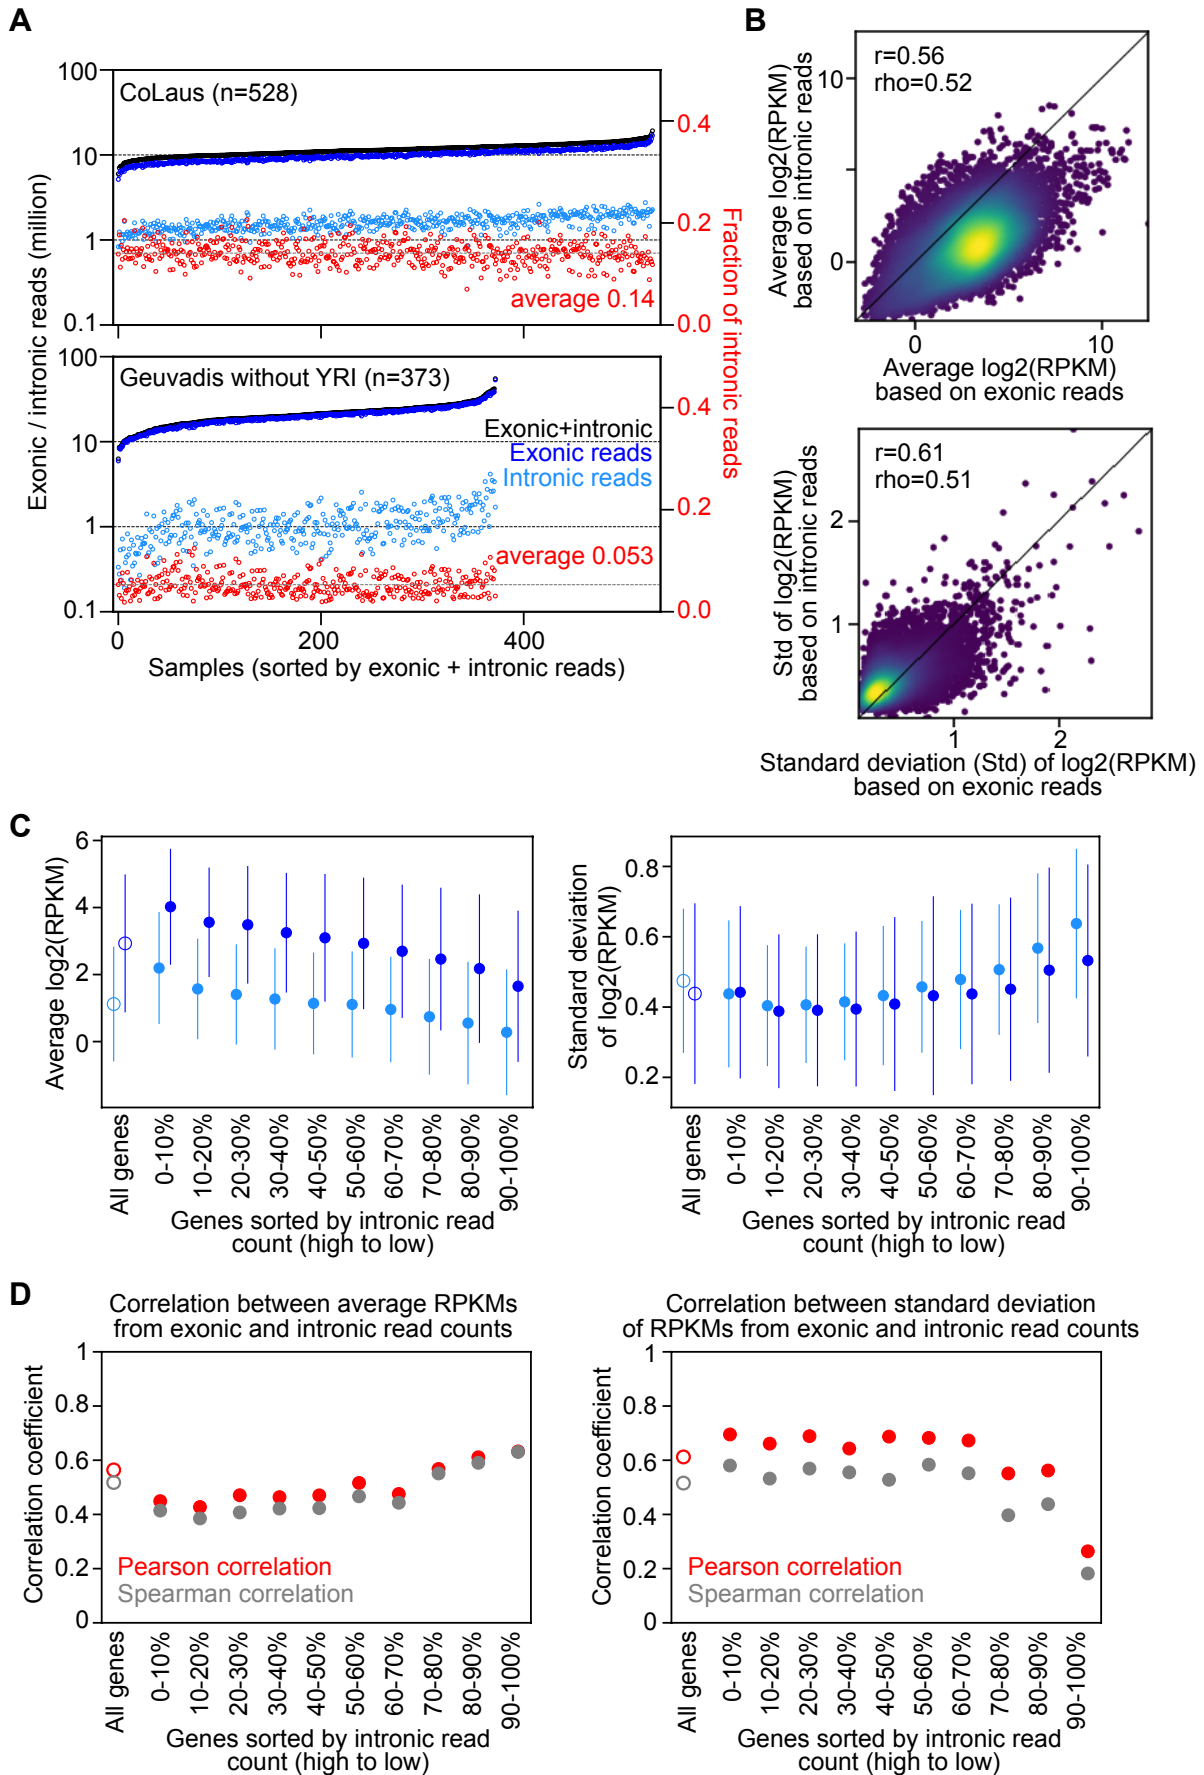 A
Exonic / intronic reads (million)
100
10
1
0.1
CoLaus (n=528)
average 0.14
0.4
0.2
0.0
Fraction of intronic reads
100
10
1
0.1
Geuvadis without YRI (n=373)
Exonic+intronic
Exonic reads
Intronic reads
average 0.053
0.4
0.2
0.0
0
200
400
Samples (sorted by exonic + intronic reads)
B
Average log2(RPKM)
based on intronic reads
10
0
r=0.56
rho=0.52
0
10
Average log2(RPKM)
based on exonic reads
Std of log2(RPKM)
based on intronic reads
2
1
r=0.61
rho=0.51
1
2
Standard deviation (Std) of log2(RPKM)
based on exonic reads
C
Average log2(RPKM)
6
4
2
0
All genes
0-10%
10-20%
20-30%
30-40%
40-50%
50-60%
60-70%
70-80%
80-90%
90-100%
Genes sorted by intronic read
count (high to low)
Standard deviation
of log2(RPKM)
0.8
0.6
0.4
0.2
All genes
0-10%
10-20%
20-30%
30-40%
40-50%
50-60%
60-70%
70-80%
80-90%
90-100%
Genes sorted by intronic read
count (high to low)
D
Correlation between average RPKMs
from exonic and intronic read counts
Correlation coefficient
1
0.8
0.6
0.4
0.2
0
Pearson correlation
Spearman correlation
All genes
0-10%
10-20%
20-30%
30-40%
40-50%
50-60%
60-70%
70-80%
80-90%
90-100%
Genes sorted by intronic read
count (high to low)
Correlation between standard deviation
of RPKMs from exonic and intronic read counts
Correlation coefficient
1
0.8
0.6
0.4
0.2
0
Pearson correlation
Spearman correlation
All genes
0-10%
10-20%
20-30%
30-40%
40-50%
50-60%
60-70%
70-80%
80-90%
90-100%
Genes sorted by intronic read
count (high to low)